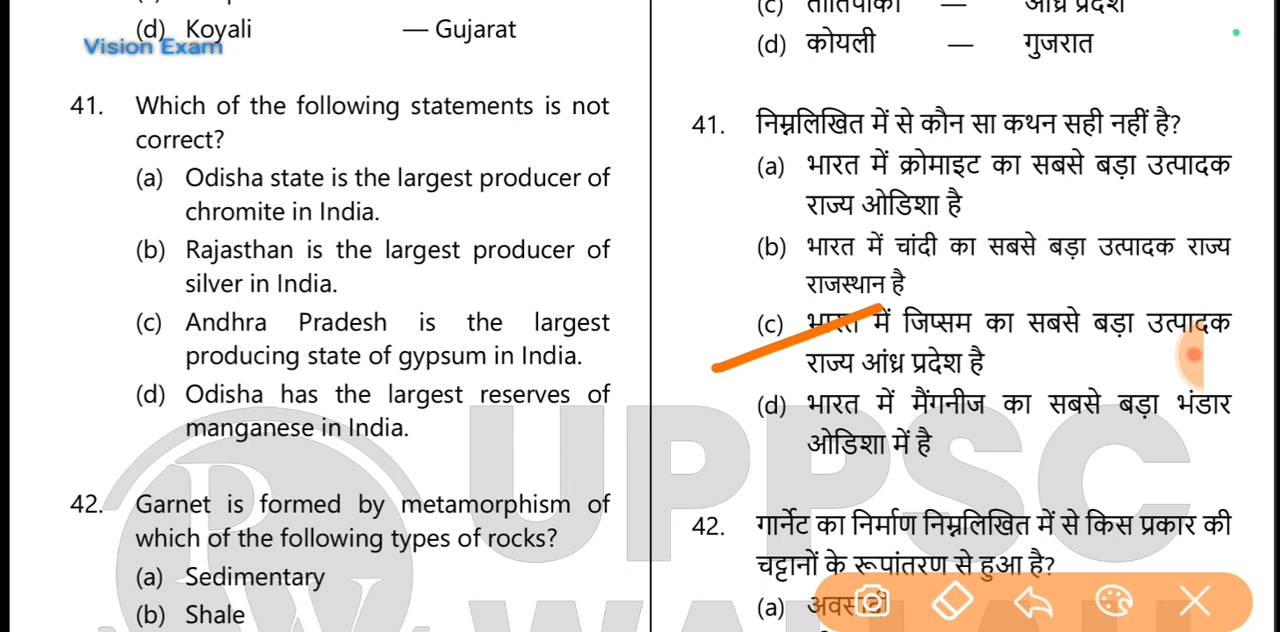 (d) Koyali — Gujarat
Vision Exam
41. Which of the following statements is not
correct?
(a) Odisha state is the largest producer of
chromite in India.
(b) Rajasthan is the largest producer of
silver in India.
(c) Andhra Pradesh is the largest
producing state of gypsum in India.
(d) Odisha has the largest reserves of
manganese in India.
42. Garnet is formed by metamorphism of
which of the following types of rocks?
(a) Sedimentary
(b) Shale
(d) कोयली — गुजरात
41. निम्नलिखित में से कौन सा कथन सही नहीं है?
(a) भारत में क्रोमाइट का सबसे बड़ा उत्पादक
राज्य ओडिशा है
(b) भारत में चांदी का सबसे बड़ा उत्पादक राज्य
राजस्थान है
(c) भारत में जिप्सम का सबसे बड़ा उत्पादक
राज्य आंध्र प्रदेश है
(d) भारत में मैंगनीज का सबसे बड़ा भंडार
ओडिशा में है
42. गार्नेट का निर्माण निम्नलिखित में से किस प्रकार की
चट्टानों के रूपांतरण से हुआ है?
(a)
UPPSC